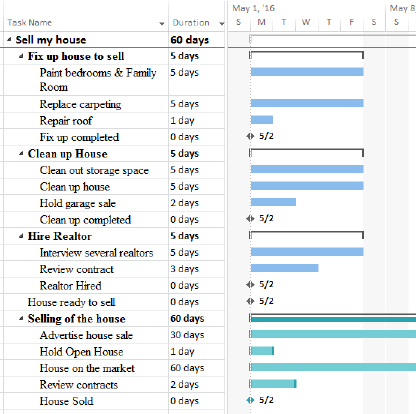 May 1, '16 May 8,
Task Name Duration S M T W T F S S M
Sell my house 60 days
Fix up house to sell 5 days
Paint bedrooms & Family Room 5 days
Replace carpeting 5 days
Repair roof 1 day
Fix up completed 0 days 5/2
Clean up House 5 days
Clean out storage space 5 days
Clean up house 5 days
Hold garage sale 2 days
Clean up completed 0 days 5/2
Hire Realtor 5 days
Interview several realtors 5 days
Review contract 3 days
Realtor Hired 0 days 5/2
House ready to sell 0 days 5/2
Selling of the house 60 days
Advertise house sale 30 days
Hold Open House 1 day
House on the market 60 days
Review contracts 2 days
House Sold 0 days 5/2